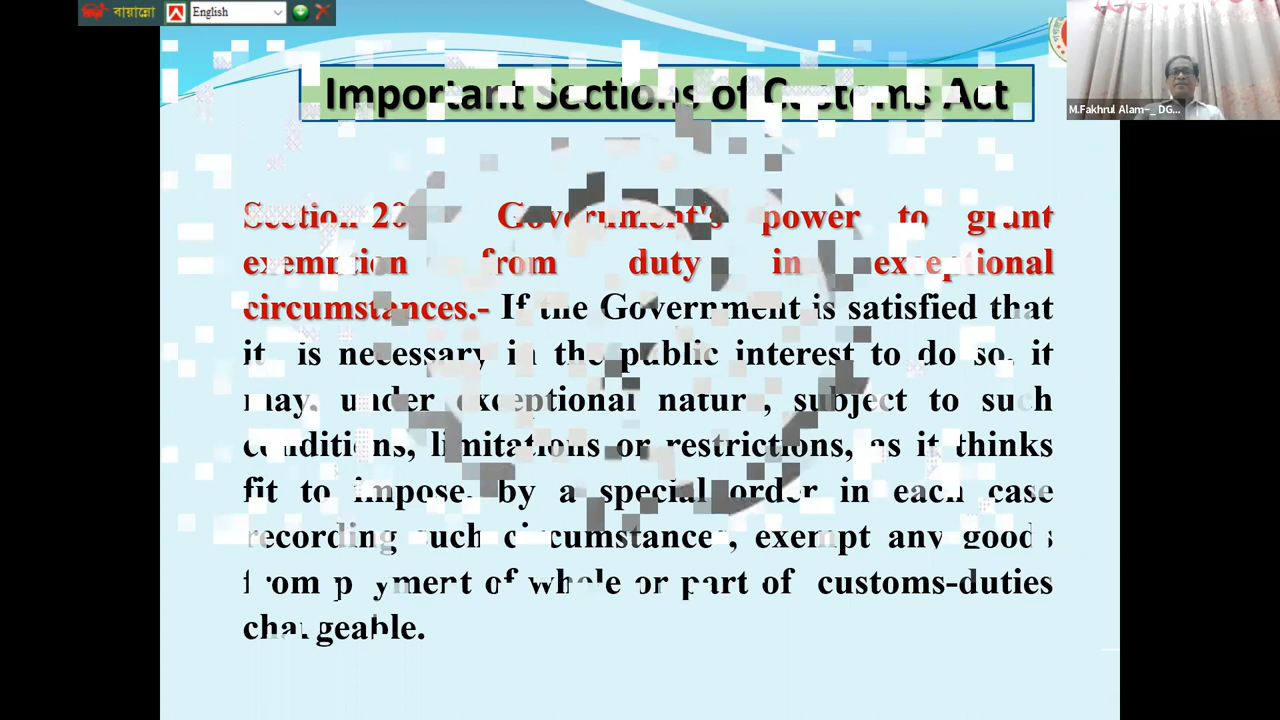 বায়ান্নো English
Important Sections of Customs Act
M.Fakhrul Alam-_ DG...
Section 20 Government's power to grant
exemption from duty in exceptional
circumstances.- If the Government is satisfied that
it is necessary in the public interest to do so, it
may, under exceptional nature, subject to such
conditions, limitations or restrictions, as it thinks
fit to impose, by a special order in each case
recording such circumstances, exempt any goods
from payment of whole or part of customs-duties
chargeable.